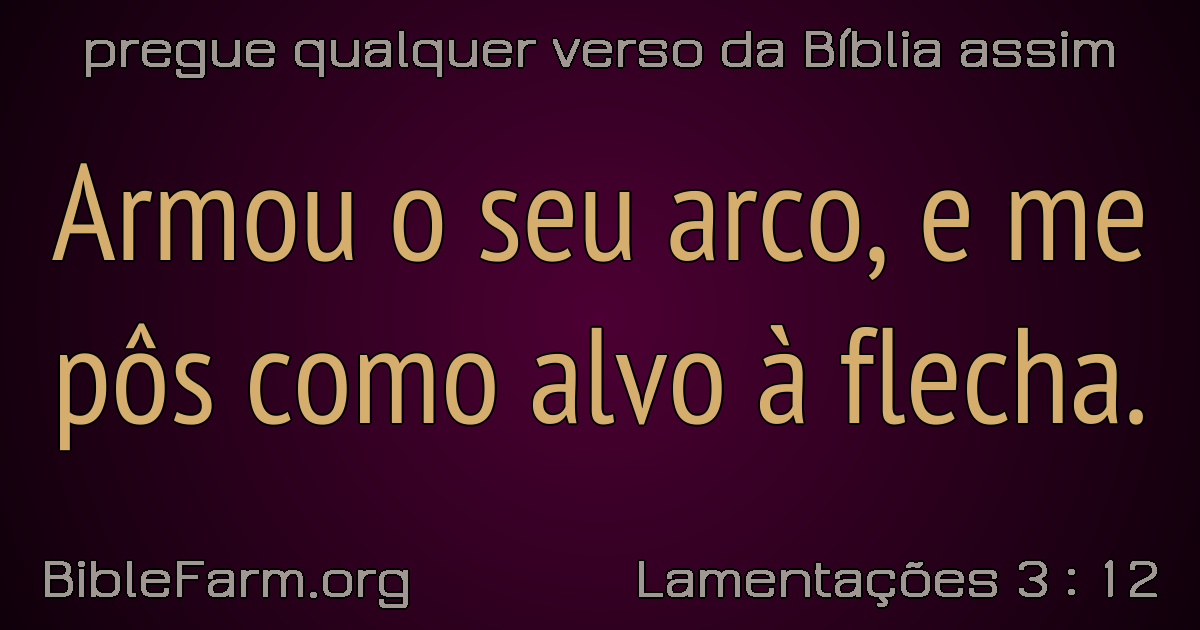 pregue qualquer verso da Bíblia assim
Armou o seu arco, e me
pôs como alvo à flecha.
BibleFarm.org
Lamentações 3 : 12